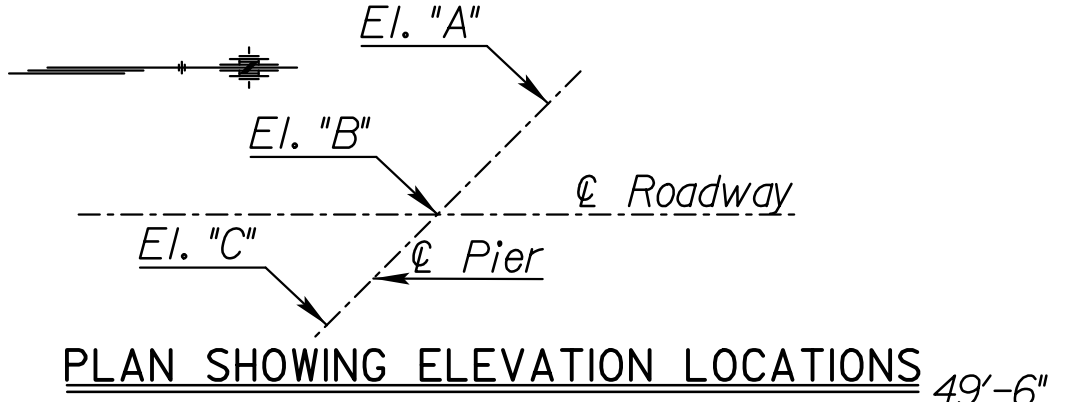 El. "A"
El. "B"
℄ Roadway
El. "C"
℄ Pier
PLAN SHOWING ELEVATION LOCATIONS
49'-6"